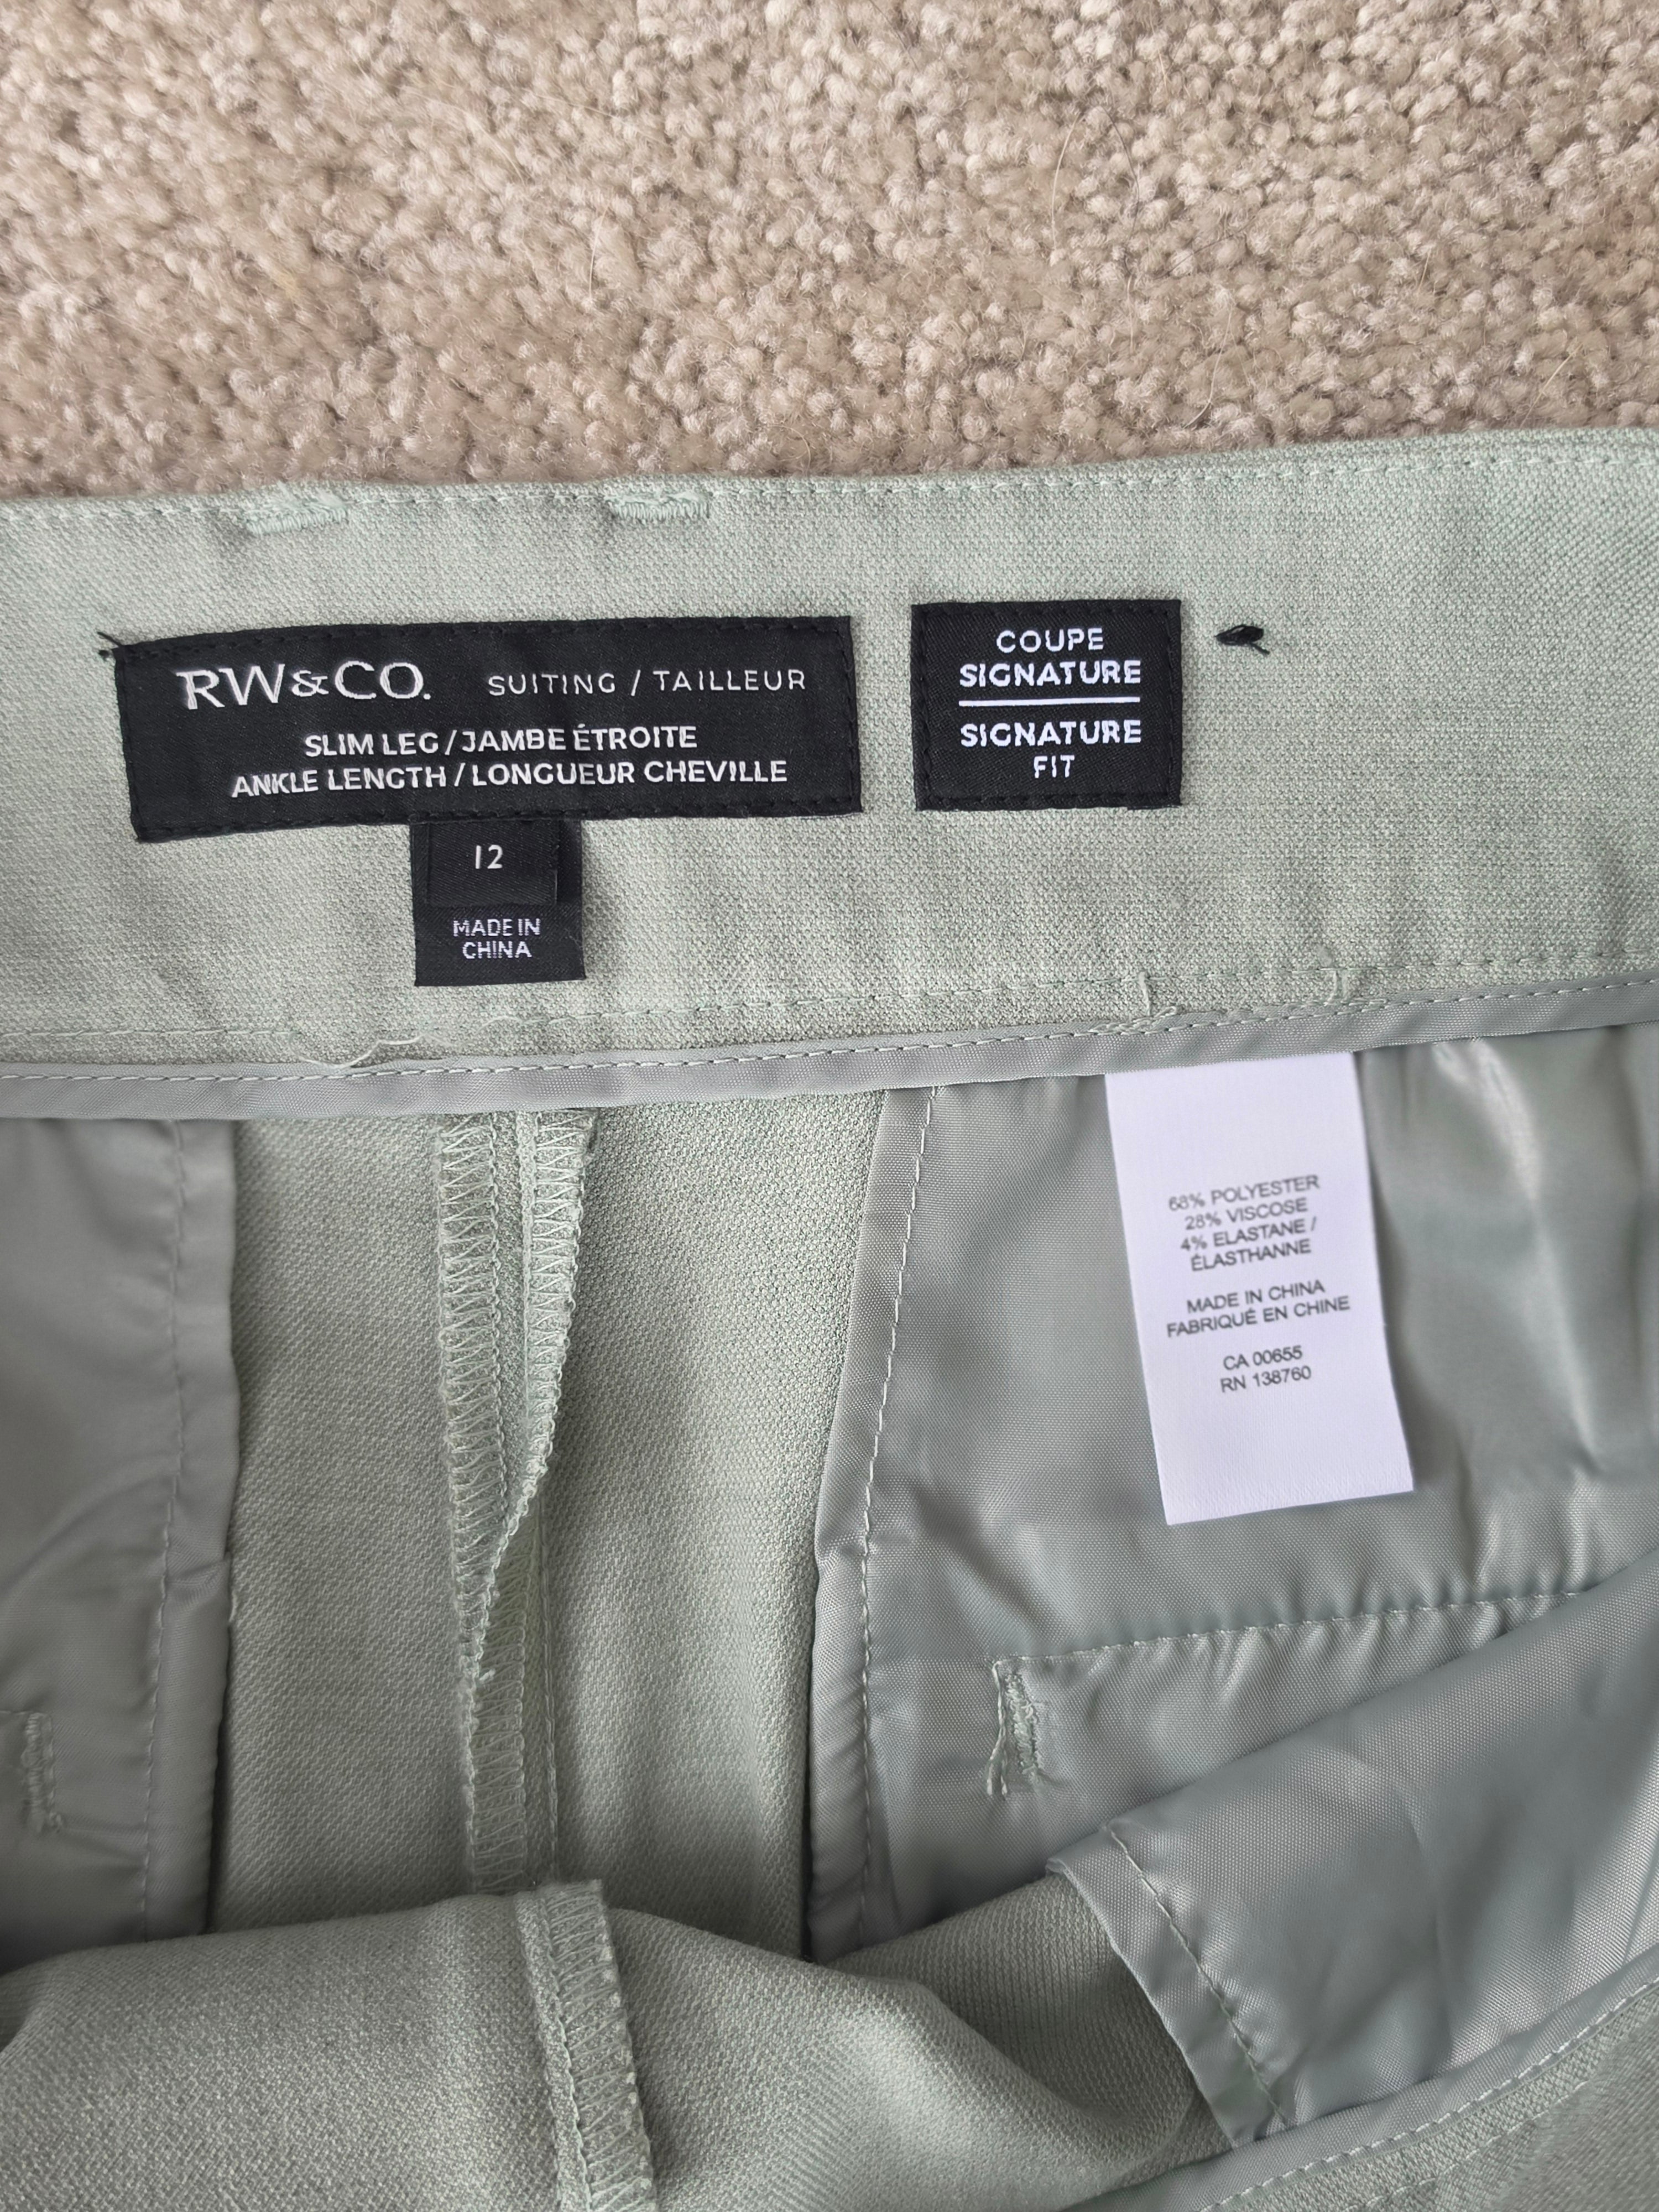 RW&CO. SUITING / TAILLEUR
SLIM LEG / JAMBE ÉTROITE
ANKLE LENGTH / LONGUEUR CHEVILLE
12
MADE IN
CHINA
COUPE
SIGNATURE
SIGNATURE
FIT
68% POLYESTER
28% VISCOSE
4% ELASTANE /
ÉLASTHANNE
MADE IN CHINA
FABRIQUÉ EN CHINE
CA 00655
RN 138760